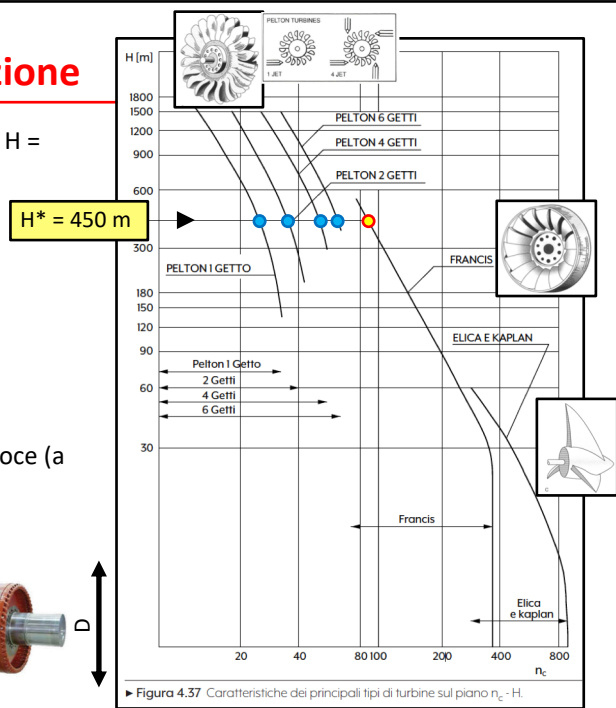 zione
H =
H* = 450 m
oce (a
D
H [m]
PELTON TURBINES
1 JET
4 JET
1800
1500
1200
900
600
300
180
150
120
90
60
30
PELTON 6 GETTI
PELTON 4 GETTI
PELTON 2 GETTI
PELTON 1 GETTO
FRANCIS
ELICA E KAPLAN
Pelton 1 Getto
2 Getti
4 Getti
6 Getti
Francis
Elica
e kaplan
20
40
80
100
200
400
800
nc
► Figura 4.37 Caratteristiche dei principali tipi di turbine sul piano nc - H.